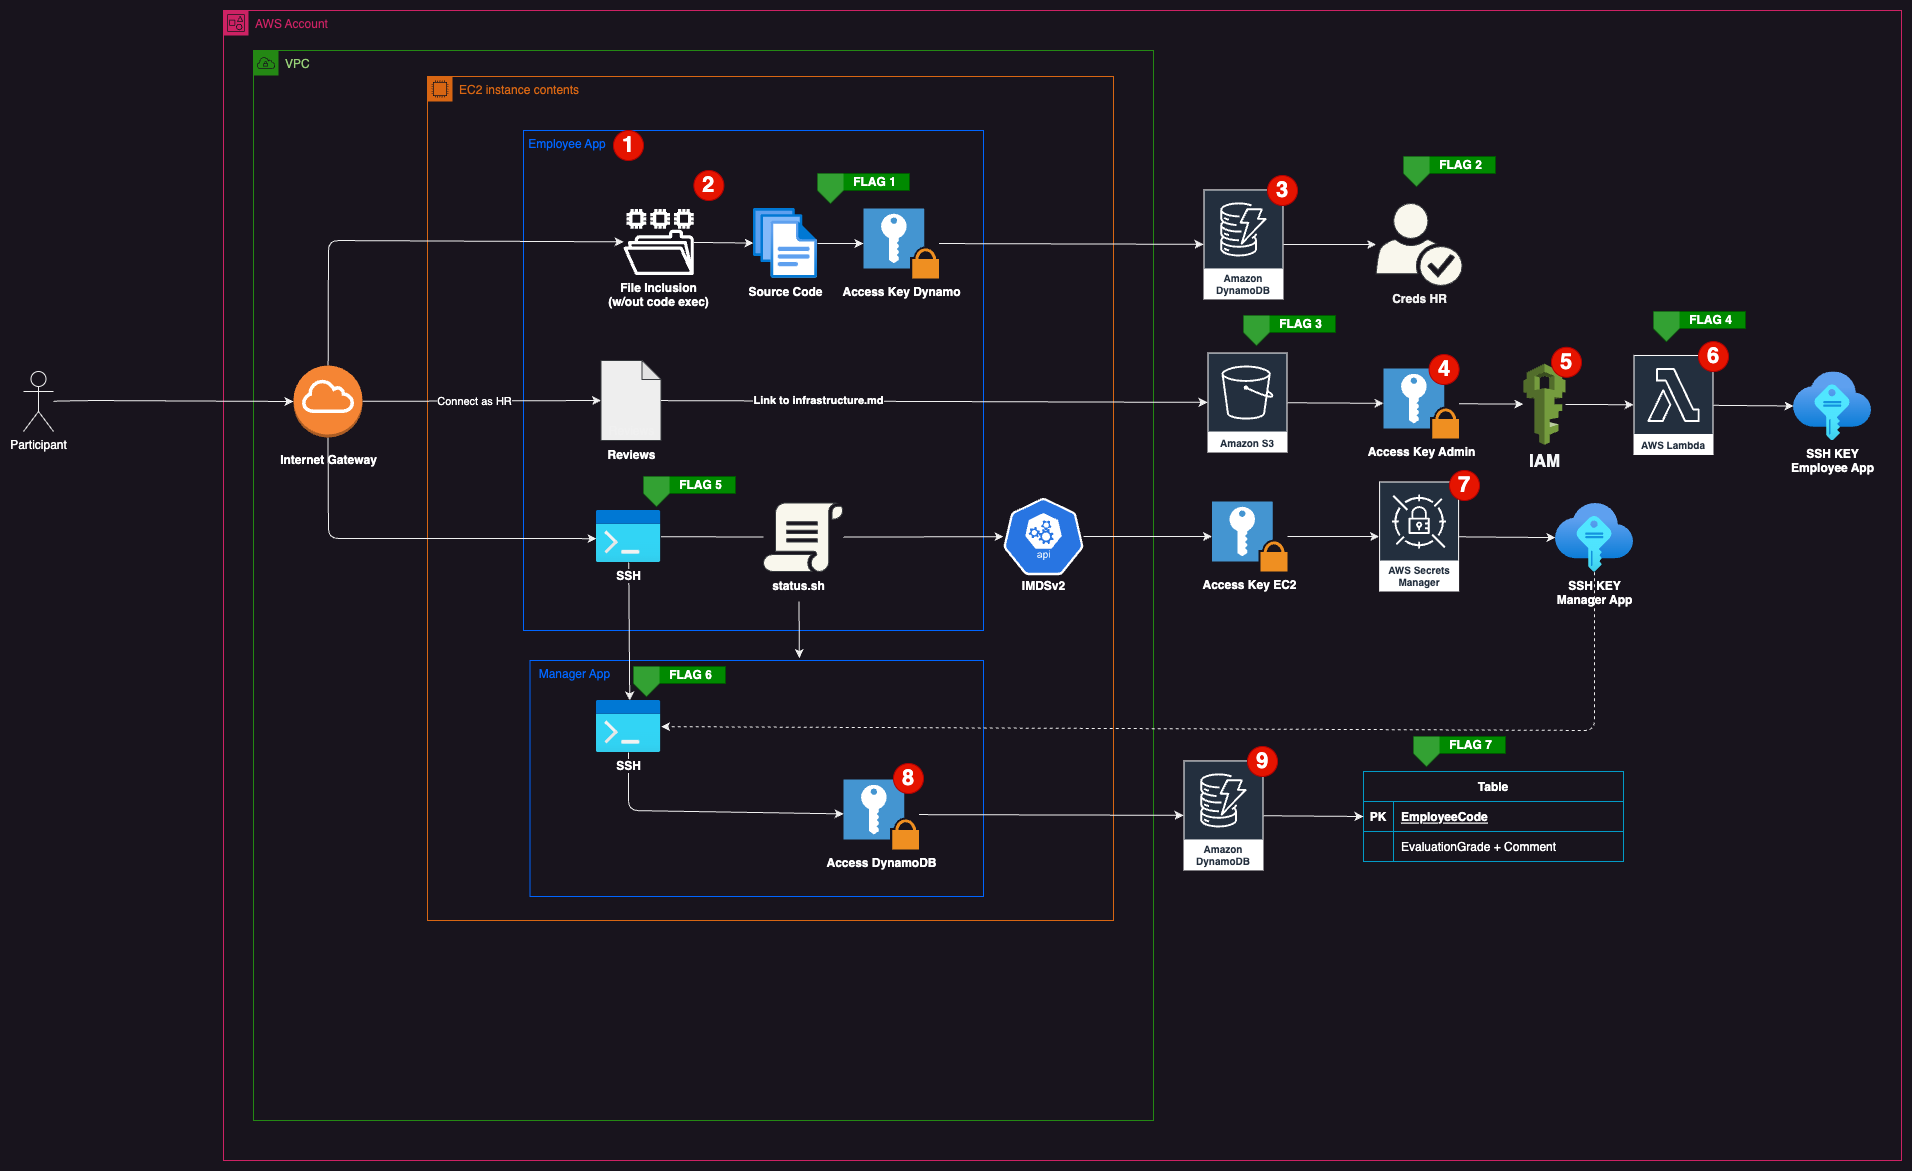 AWS Account
VPC
EC2 instance contents
Employee App
1
2
FLAG 1
File Inclusion
(w/out code exec)
Source Code
Access Key Dynamo
3
Amazon
DynamoDB
FLAG 2
Creds HR
Participant
Internet Gateway
Connect as HR
Reviews
Link to infrastructure.md
FLAG 3
Amazon S3
4
Access Key Admin
5
IAM
FLAG 4
6
AWS Lambda
SSH KEY
Employee App
FLAG 5
SSH
status.sh
api
IMDSv2
Access Key EC2
7
AWS Secrets
Manager
SSH KEY
Manager App
Manager App
FLAG 6
SSH
8
Access DynamoDB
9
Amazon
DynamoDB
FLAG 7
Table
PK
EmployeeCode
EvaluationGrade + Comment